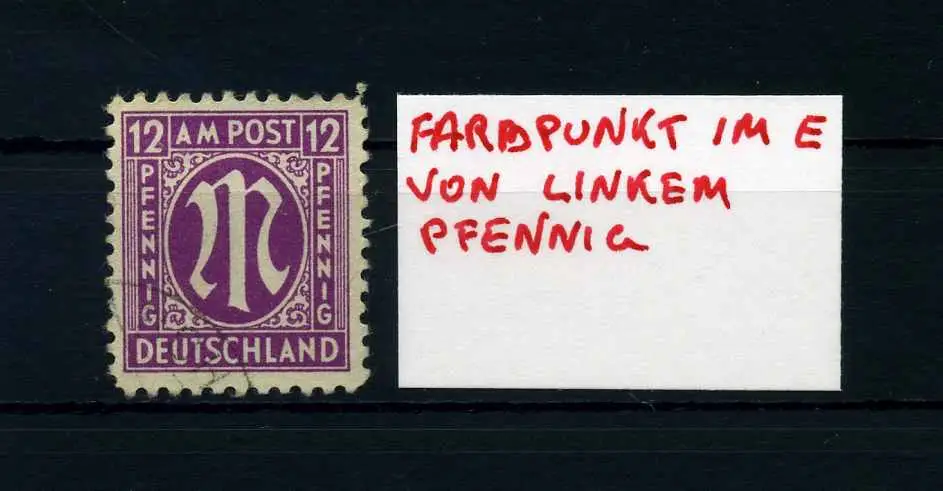 12 AM POST 12
PFENNIG
PFENNIG
DEUTSCHLAND
FARBPUNKT IM E
VON LINKEM
PFENNIG